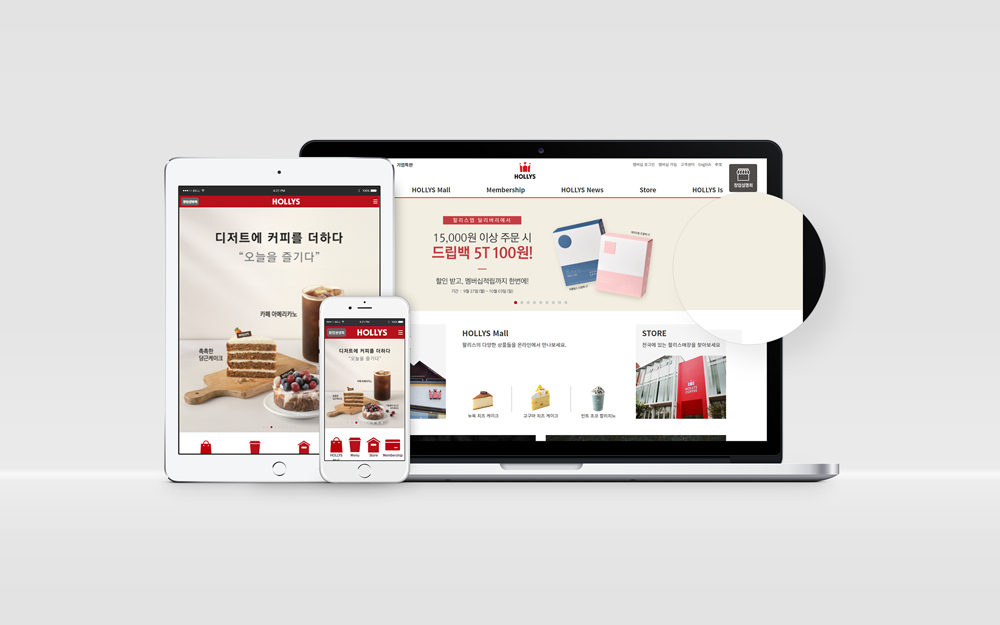 BELL
4:21 PM
100%
창업설명회
HOLLYS
디저트에 커피를 더하다
“오늘을 즐기다”
카페 아메리카노
촉촉한
당근케이크
HOLLYS
디저트에 커피를 더하다
“오늘을 즐기다”
HOLLYS
Menu
Store
Membership
가맹특판
HOLLYS
멤버십 로그인
멤버십 가입
고객센터
English
창업설명회
HOLLYS Mall
Membership
HOLLYS News
Store
HOLLYS Is
할리스앱 딜리버리에서
15,000원 이상 주문 시
드립백 5T 100원!
할인 받고, 멤버십적립까지 한번에!
기간 : 9월 27일(월) ~ 10월 03일 (일)
HOLLYS Mall
할리스의 다양한 상품들을 온라인에서 만나보세요.
뉴욕 치즈 케이크
고구마 치즈 케이크
민트 초코 할리치노
STORE
전국에 있는 할리스매장을 찾아보세요
HOLLYS
COFFEE